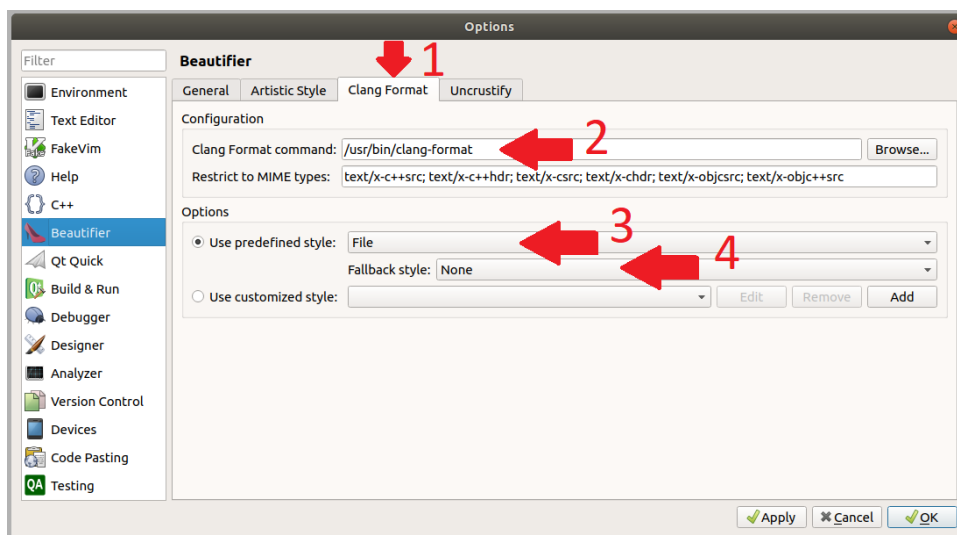 Options
Filter
Environment
Text Editor
FakeVim
Help
C++
Beautifier
Qt Quick
Build & Run
Debugger
Designer
Analyzer
Version Control
Devices
Code Pasting
QA Testing
Beautifier
1
General Artistic Style Clang Format Uncrustify
Configuration
Clang Format command: /usr/bin/clang-format 2 Browse...
Restrict to MIME types: text/x-c++src; text/x-c++hdr; text/x-csrc; text/x-chdr; text/x-objcsrc; text/x-objc++src
Options
Use predefined style: File 3
Fallback style: None 4
Use customized style: Edit Remove Add
Apply Cancel OK